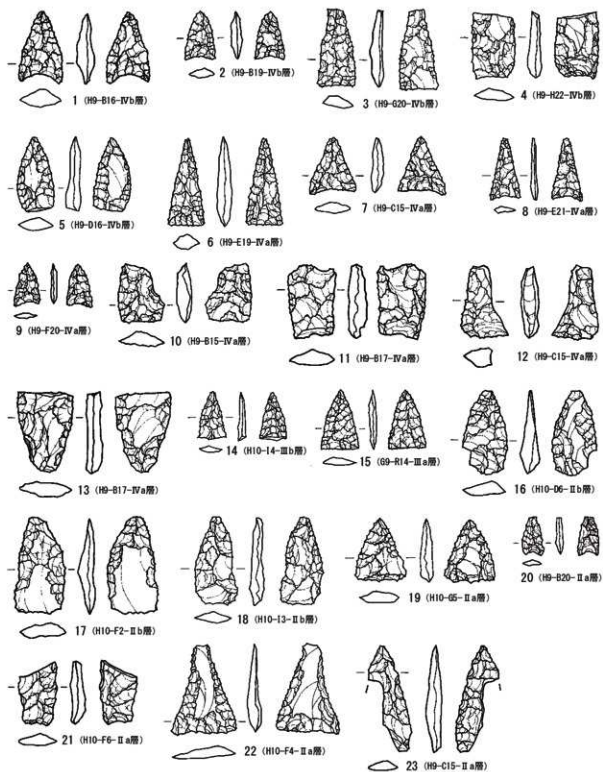 1 (H9-B16-Ⅳb層)
2 (H9-B19-Ⅳb層)
3 (H9-G20-Ⅳb層)
4 (H9-H22-Ⅳb層)
5 (H9-D16-Ⅳb層)
6 (H9-E19-Ⅳa層)
7 (H9-C15-Ⅳa層)
8 (H9-E21-Ⅳa層)
9 (H9-F20-Ⅳa層)
10 (H9-B15-Ⅳa層)
11 (H9-B17-Ⅳa層)
12 (H9-C15-Ⅳa層)
13 (H9-B17-Ⅳa層)
14 (H10-I4-Ⅲb層)
15 (G9-R14-Ⅲa層)
16 (H10-D6-Ⅱb層)
17 (H10-F2-Ⅱb層)
18 (H10-I3-Ⅱb層)
19 (H10-G5-Ⅱa層)
20 (H9-B20-Ⅱa層)
21 (H10-F6-Ⅱa層)
22 (H10-F4-Ⅱa層)
23 (H9-C15-Ⅱa層)